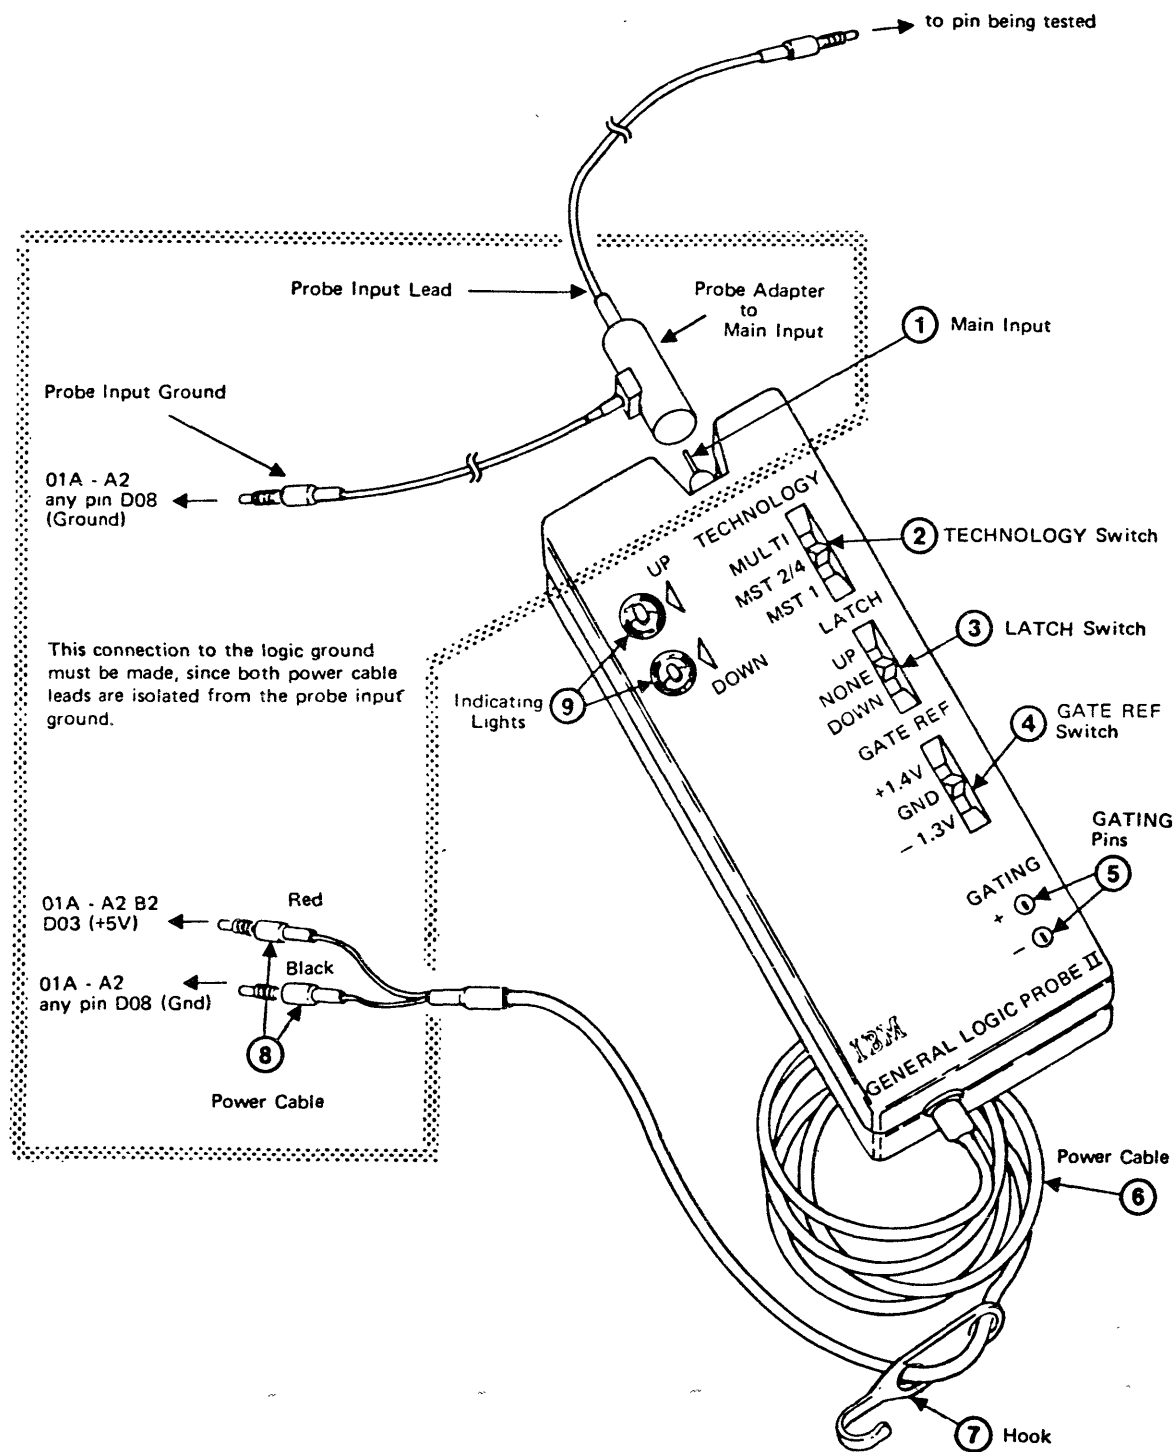 to pin being tested
Probe Input Lead
Probe Adapter
to
Main Input
1 Main Input
Probe Input Ground
01A - A2
any pin D08
(Ground)
TECHNOLOGY
MULTI
MST 2/4
MST 1
2 TECHNOLOGY Switch
UP
DOWN
LATCH
UP
NONE
DOWN
3 LATCH Switch
This connection to the logic ground
must be made, since both power cable
leads are isolated from the probe input
ground.
Indicating
Lights
9
GATE REF
+1.4V
GND
- 1.3V
4 GATE REF
Switch
GATING
Pins
5
GATING
+
-
01A - A2 B2
D03 (+5V)
Red
01A - A2
any pin D08 (Gnd)
Black
8
Power Cable
IBM
GENERAL LOGIC PROBE II
Power Cable
6
7 Hook